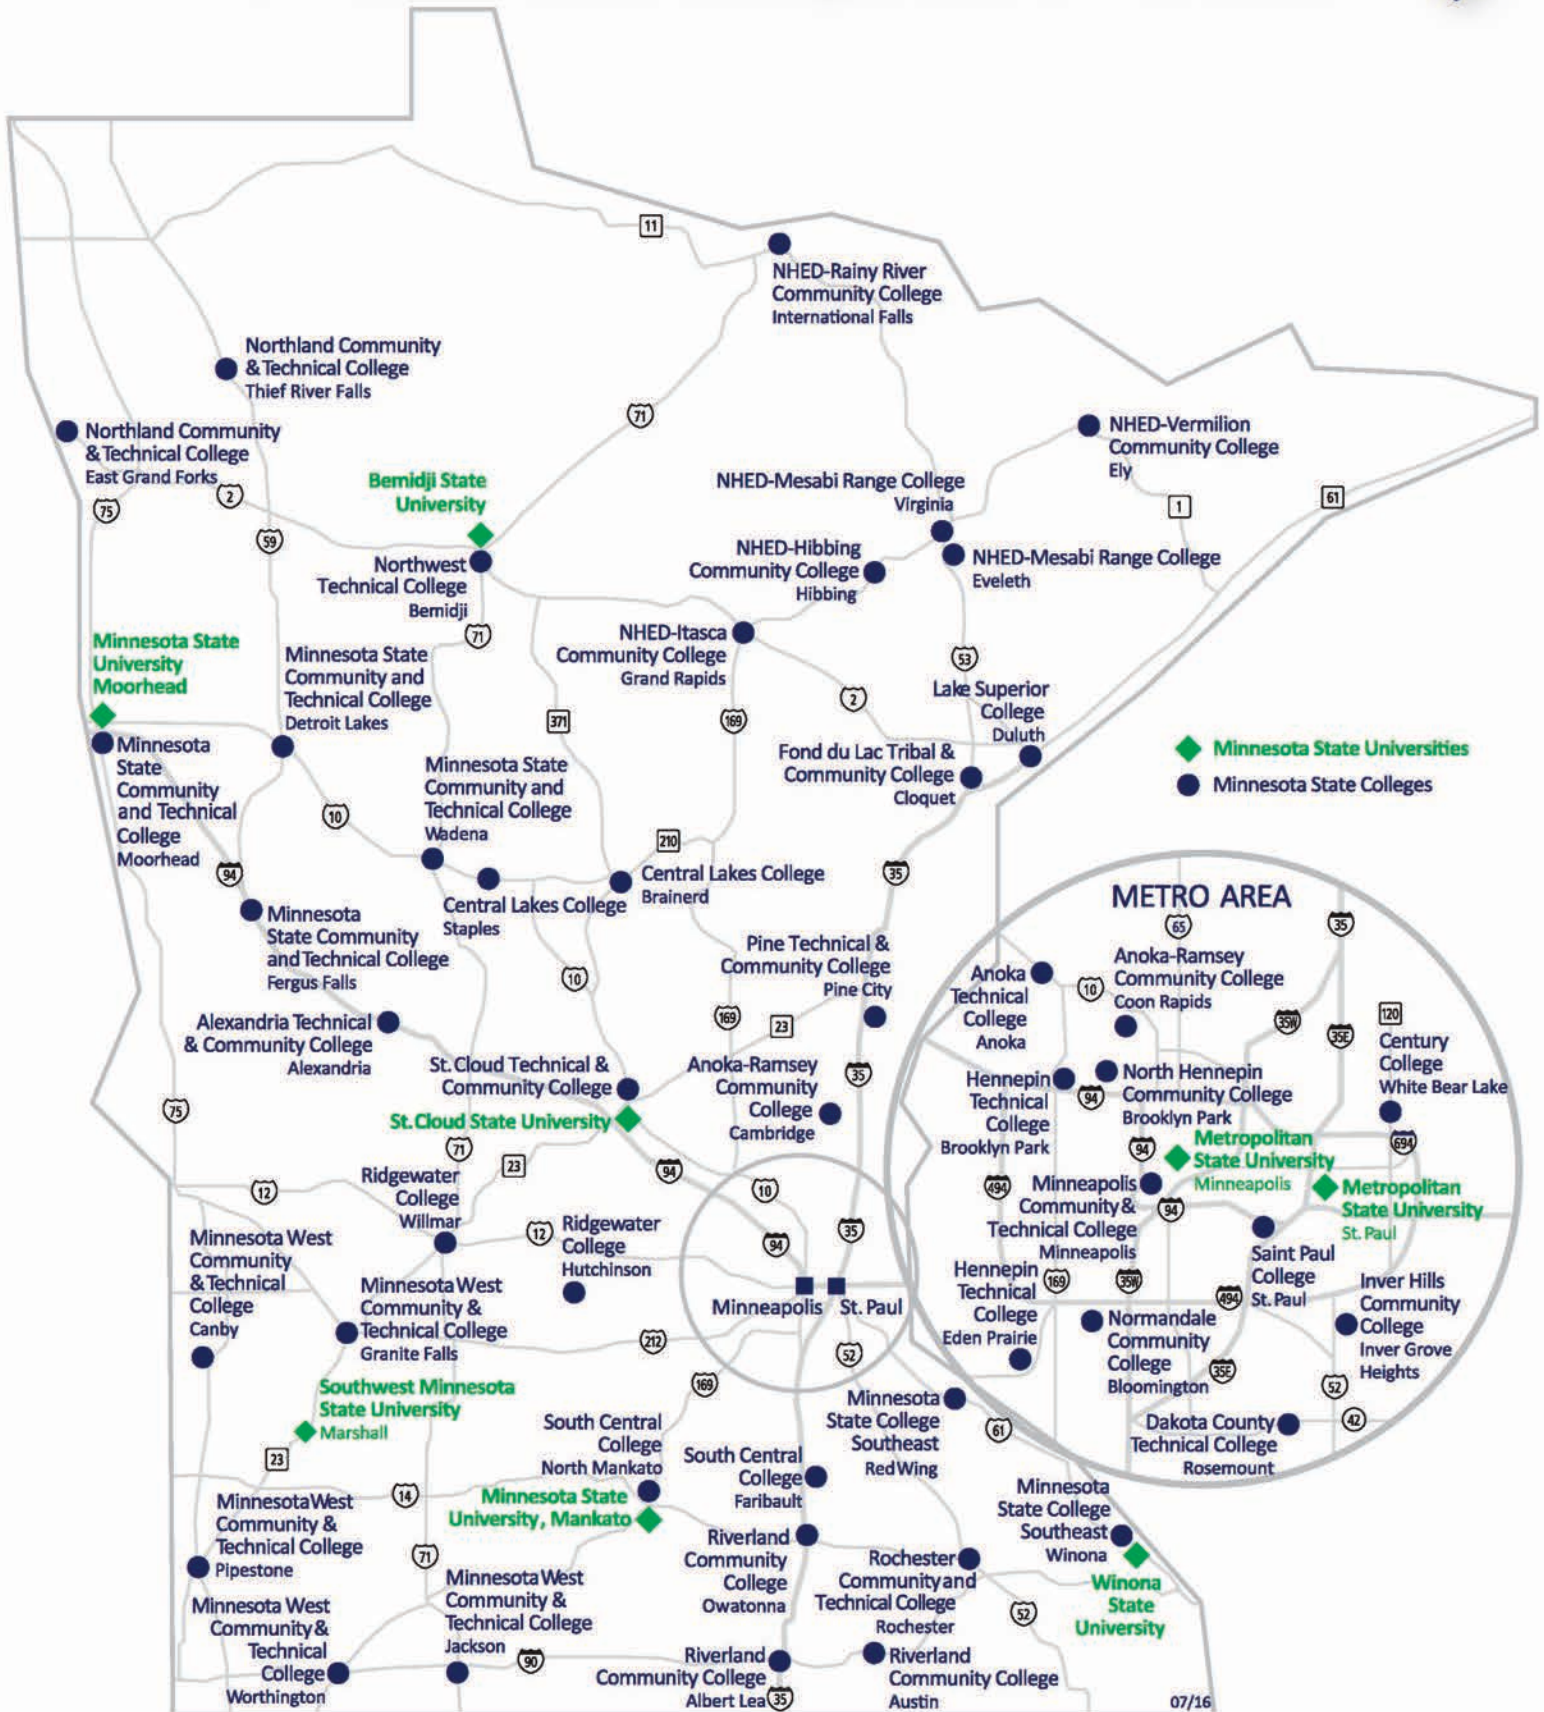 11
NHED-Rainy River
Community College
International Falls
Northland Community
& Technical College
Thief River Falls
71
Northland Community
& Technical College
East Grand Forks
2
75
59
Bemidji State
University
NHED-Vermilion
Community College
Ely
1
61
NHED-Mesabi Range College
Virginia
NHED-Hibbing
Community College
Hibbing
NHED-Mesabi Range College
Eveleth
Northwest
Technical College
Bemidji
71
NHED-Itasca
Community College
Grand Rapids
53
Minnesota State
University
Moorhead
Minnesota State
Community and
Technical College
Detroit Lakes
371
169
2
Lake Superior
College
Duluth
Minnesota
State
Community
and Technical
College
Moorhead
Fond du Lac Tribal &
Community College
Cloquet
Minnesota State Universities
Minnesota State Colleges
10
Minnesota State
Community and
Technical College
Wadena
210
94
35
Central Lakes College
Brainerd
Central Lakes College
Staples
Minnesota
State Community
and Technical College
Fergus Falls
10
Pine Technical &
Community College
Pine City
169
23
Alexandria Technical
& Community College
Alexandria
St. Cloud Technical &
Community College
St. Cloud State University
Anoka-Ramsey
Community
College
Cambridge
35
75
71
23
94
10
12
Ridgewater
College
Willmar
12
Ridgewater
College
Hutchinson
94
35
Minneapolis
St. Paul
Minnesota West
Community
& Technical
College
Canby
Minnesota West
Community &
Technical College
Granite Falls
212
52
169
Southwest Minnesota
State University
Marshall
23
South Central
College
North Mankato
South Central
College
Faribault
Minnesota
State College
Southeast
Red Wing
61
14
Minnesota State
University, Mankato
Minnesota West
Community &
Technical College
Pipestone
71
Riverland
Community
College
Owatonna
Rochester
Community and
Technical College
Rochester
Minnesota
State College
Southeast
Winona
Winona
State
University
52
Minnesota West
Community &
Technical
College
Worthington
Minnesota West
Community &
Technical College
Jackson
90
Riverland
Community College
Albert Lea
35
Riverland
Community College
Austin
07/16
METRO AREA
65
35
Anoka
Technical
College
Anoka
10
Anoka-Ramsey
Community College
Coon Rapids
35W
35E
120
Century
College
White Bear Lake
Hennepin
Technical
College
Brooklyn Park
94
North Hennepin
Community College
Brooklyn Park
94
694
Metropolitan
State University
Minneapolis
494
Minneapolis
Community &
Technical College
Minneapolis
94
Metropolitan
State University
St. Paul
Saint Paul
College
St. Paul
Hennepin
Technical
College
Eden Prairie
169
35W
494
Inver Hills
Community
College
Inver Grove
Heights
Normandale
Community
College
Bloomington
35E
52
42
Dakota County
Technical College
Rosemount